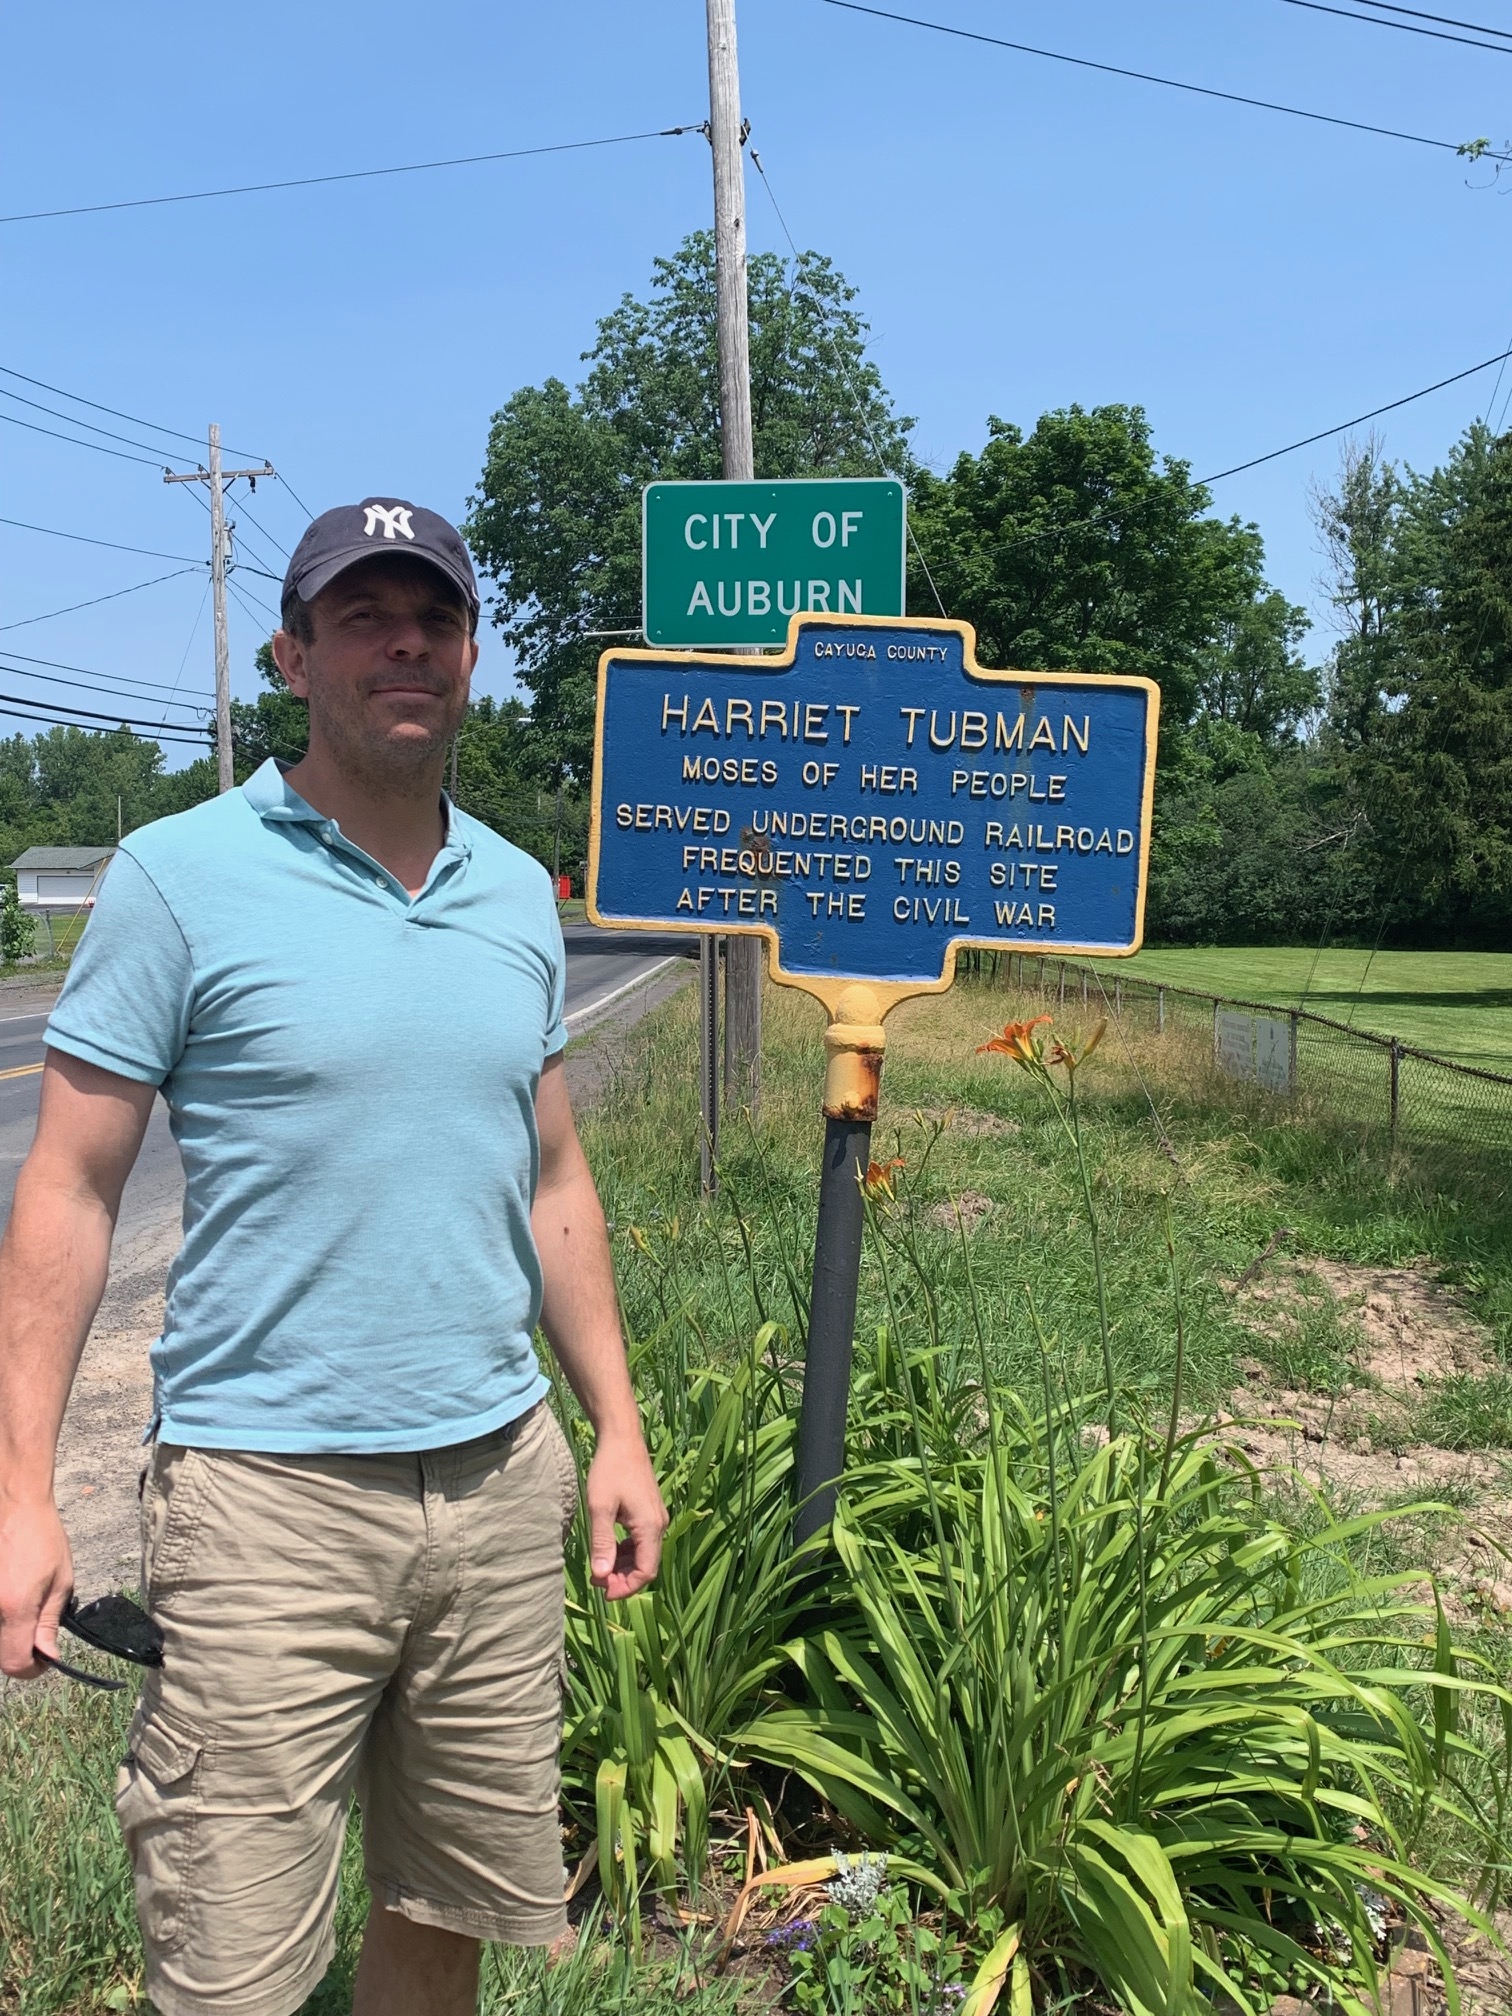 NY
CITY OF
AUBURN
CAYUGA COUNTY
HARRIET TUBMAN
MOSES OF HER PEOPLE
SERVED UNDERGROUND RAILROAD
FREQUENTED THIS SITE
AFTER THE CIVIL WAR